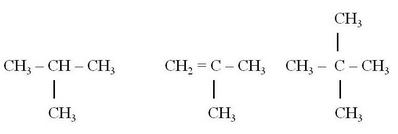 CH₃
CH₃ – CH – CH₃ CH₂ = C – CH₃ CH₃ – C – CH₃
CH₃ CH₃ CH₃